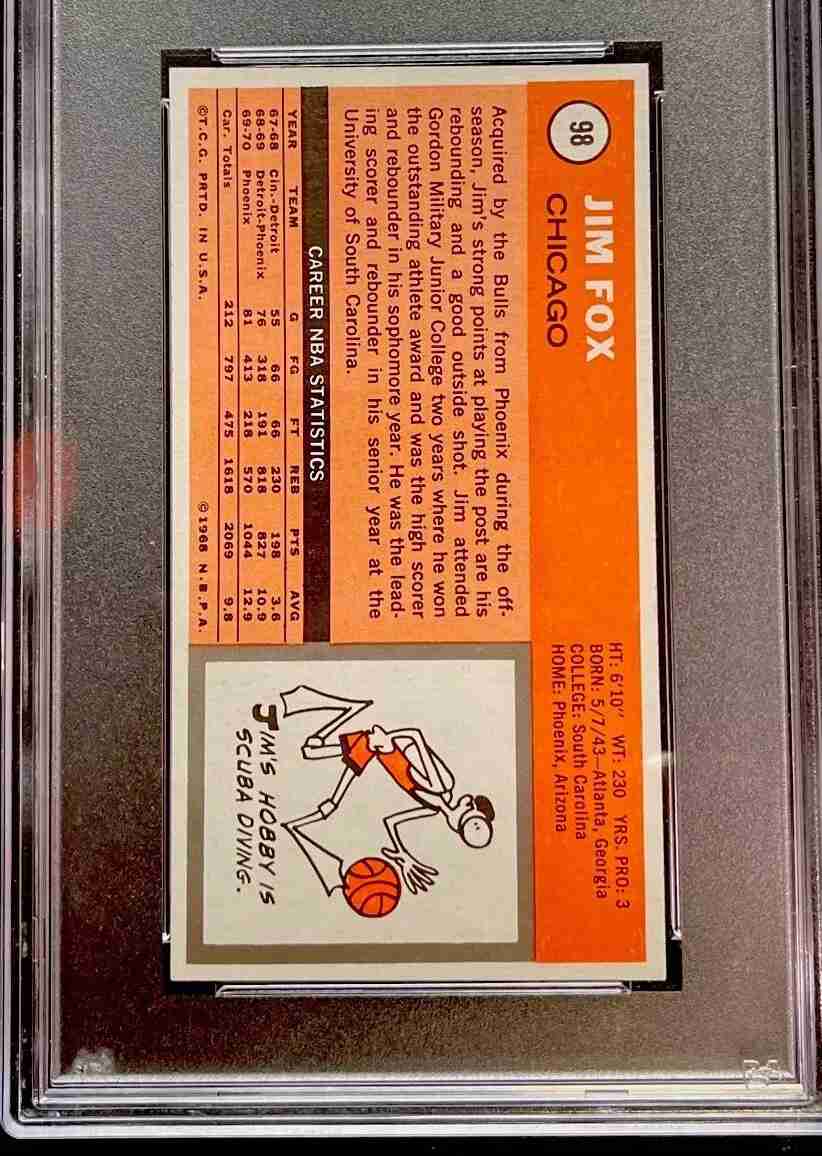 98
JIM FOX
CHICAGO
HT: 6'10" WT: 230 YRS. PRO: 3
BORN: 5/7/43—Atlanta, Georgia
COLLEGE: South Carolina
HOME: Phoenix, Arizona
Acquired by the Bulls from Phoenix during the off-
season, Jim's strong points at playing the post are his
rebounding and a good outside shot. Jim attended
Gordon Military Junior College two years where he won
the outstanding athlete award and was the high scorer
and rebounder in his sophomore year. He was the lead-
ing scorer and rebounder in his senior year at the
University of South Carolina.
CAREER NBA STATISTICS
YEAR TEAM G FG FT REB PTS AVG
67-68 Cin.-Detroit 55 66 66 230 198 3.6
68-69 Detroit-Phoenix 76 318 191 818 827 10.9
69-70 Phoenix 81 413 218 570 1044 12.9
Car. Totals 212 797 475 1618 2069 9.8
©T.C.G. PRTD. IN U.S.A. ©1968 N.B.P.A.
JIM'S HOBBY IS
SCUBA DIVING.